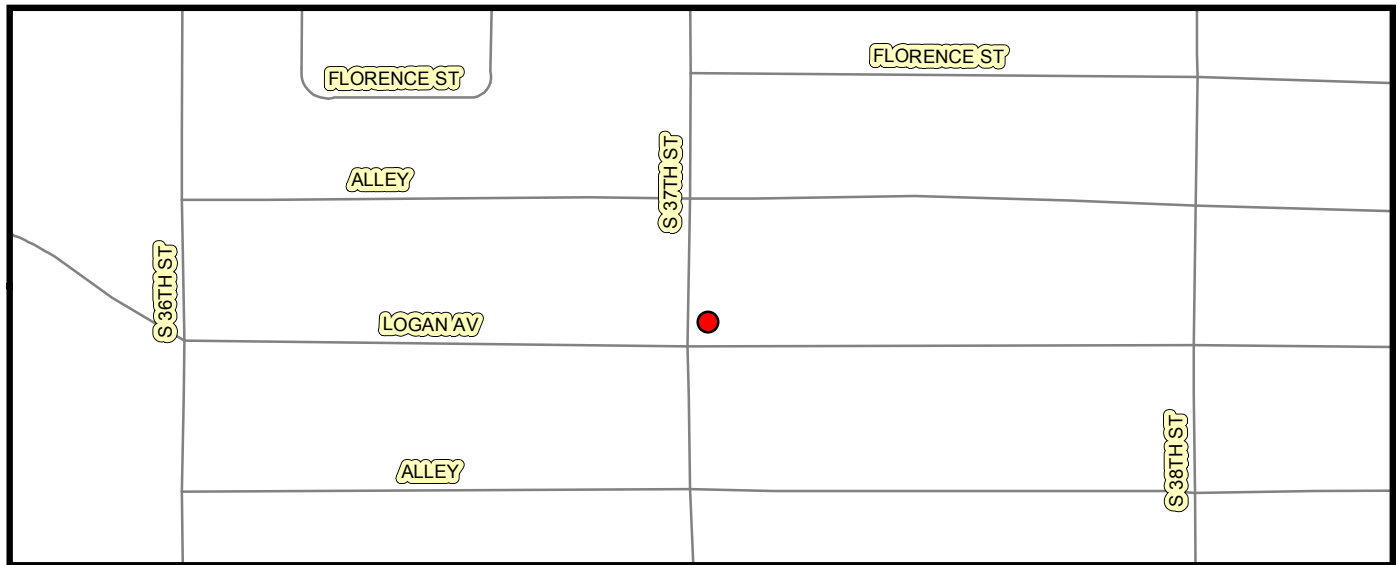 FLORENCE ST
FLORENCE ST
ALLEY
S 37TH ST
S 36TH ST
LOGAN AV
ALLEY
S 38TH ST